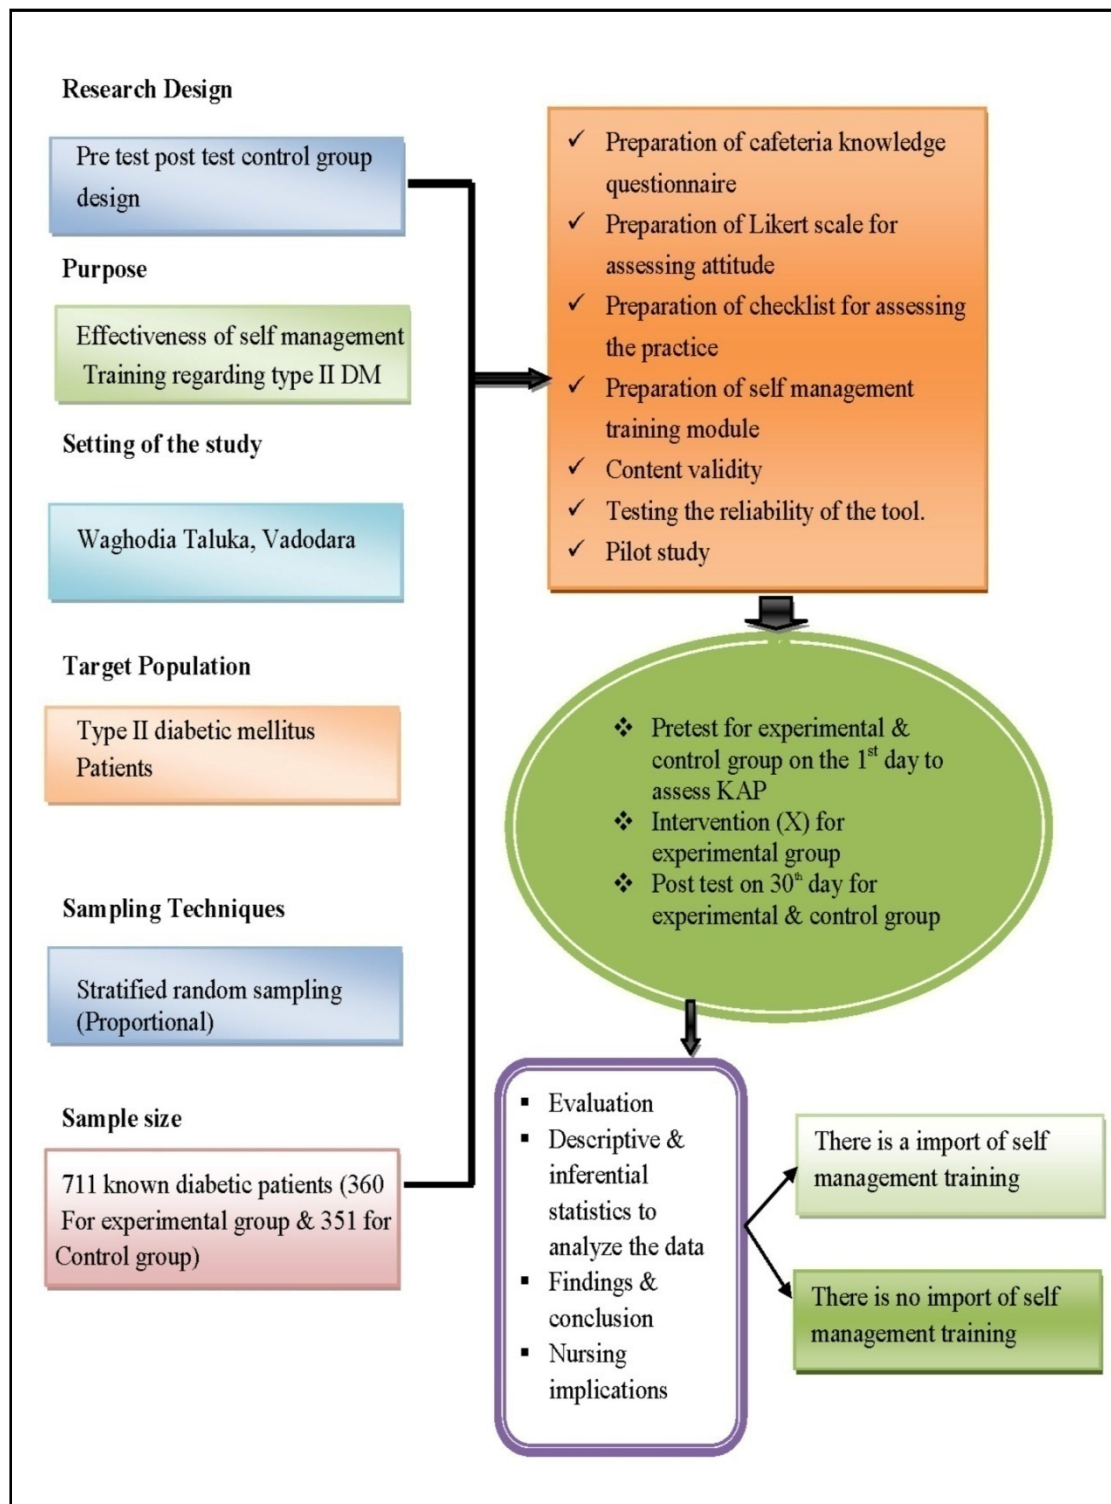 Research Design
Pre test post test control group
design
Purpose
Effectiveness of self management
Training regarding type II DM
Setting of the study
Waghodia Taluka, Vadodara
Target Population
Type II diabetic mellitus
Patients
Sampling Techniques
Stratified random sampling
(Proportional)
Sample size
711 known diabetic patients (360
For experimental group & 351 for
Control group)
✓ Preparation of cafeteria knowledge
questionnaire
✓ Preparation of Likert scale for
assessing attitude
✓ Preparation of checklist for assessing
the practice
✓ Preparation of self management
training module
✓ Content validity
✓ Testing the reliability of the tool.
✓ Pilot study
❖ Pretest for experimental &
control group on the 1st day to
assess KAP
❖ Intervention (X) for
experimental group
❖ Post test on 30th day for
experimental & control group
▪ Evaluation
▪ Descriptive &
inferential
statistics to
analyze the data
▪ Findings &
conclusion
▪ Nursing
implications
There is a import of self
management training
There is no import of self
management training